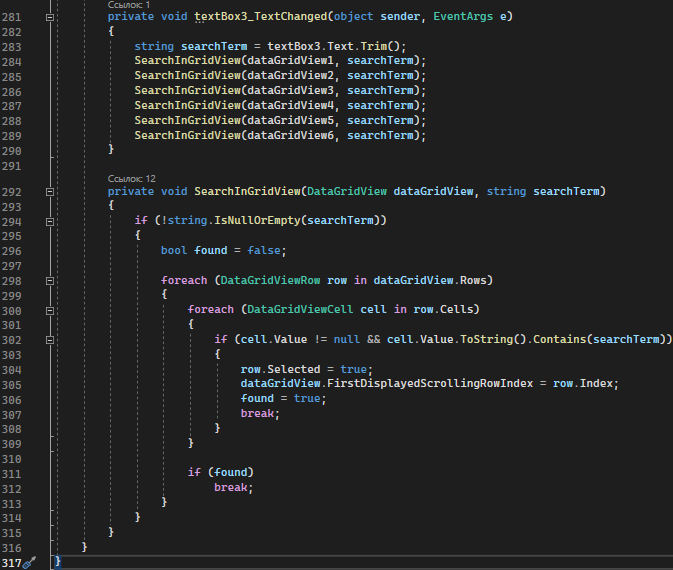 Ссылок: 1
281 private void textBox3_TextChanged(object sender, EventArgs e)
282 {
283 string searchTerm = textBox3.Text.Trim();
284 SearchInGridView(dataGridView1, searchTerm);
285 SearchInGridView(dataGridView2, searchTerm);
286 SearchInGridView(dataGridView3, searchTerm);
287 SearchInGridView(dataGridView4, searchTerm);
288 SearchInGridView(dataGridView5, searchTerm);
289 SearchInGridView(dataGridView6, searchTerm);
290 }
291
Ссылок: 12
292 private void SearchInGridView(DataGridView dataGridView, string searchTerm)
293 {
294 if (!string.IsNullOrEmpty(searchTerm))
295 {
296 bool found = false;
297
298 foreach (DataGridViewRow row in dataGridView.Rows)
299 {
300 foreach (DataGridViewCell cell in row.Cells)
301 {
302 if (cell.Value != null && cell.Value.ToString().Contains(searchTerm))
303 {
304 row.Selected = true;
305 dataGridView.FirstDisplayedScrollingRowIndex = row.Index;
306 found = true;
307 break;
308 }
309 }
310
311 if (found)
312 break;
313 }
314 }
315 }
316 }
317 }